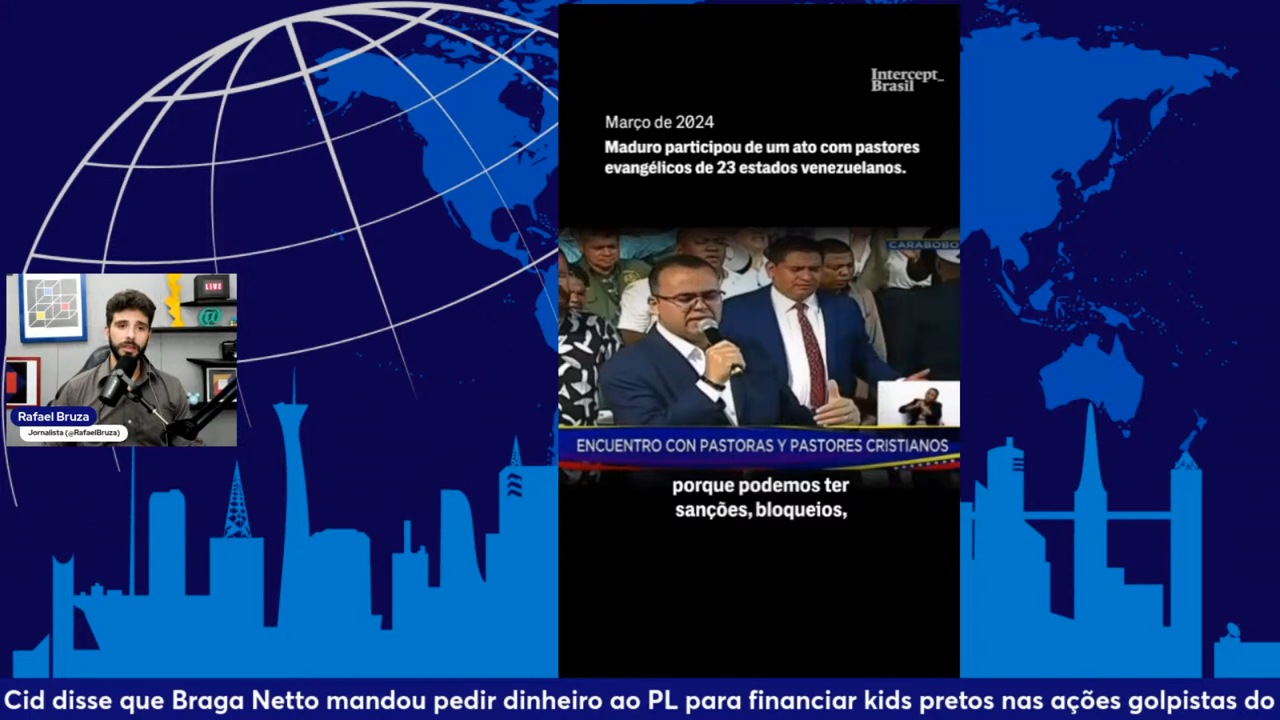 Intercept_
Brasil
Março de 2024
Maduro participou de um ato com pastores
evangélicos de 23 estados venezuelanos.
CARABOBO
LIVE
@
Rafael Bruza
Jornalista (@RafaelBruza)
ENCUENTRO CON PASTORAS Y PASTORES CRISTIANOS
porque podemos ter
sanções, bloqueios,
Cid disse que Braga Netto mandou pedir dinheiro ao PL para financiar kids pretos nas ações golpistas do